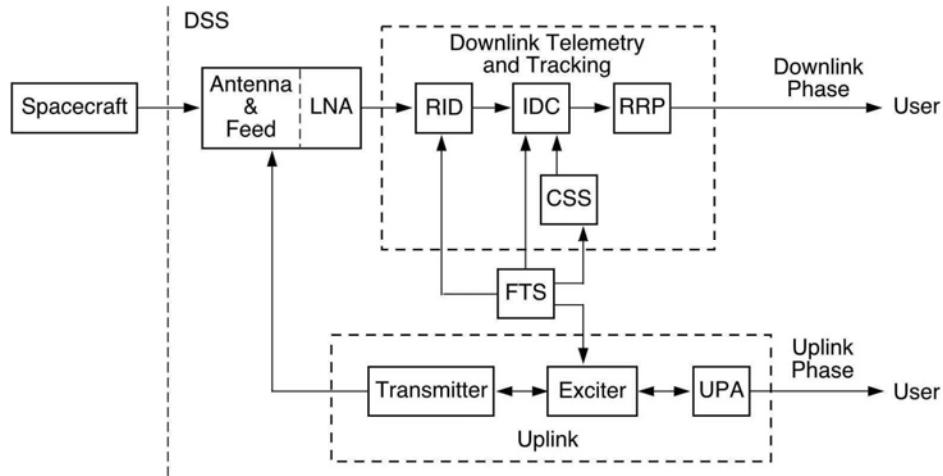 DSS
Downlink Telemetry
and Tracking
Spacecraft
Antenna
&
Feed
LNA
RID
IDC
RRP
Downlink
Phase
User
CSS
FTS
Transmitter
Exciter
UPA
Uplink
Phase
User
Uplink